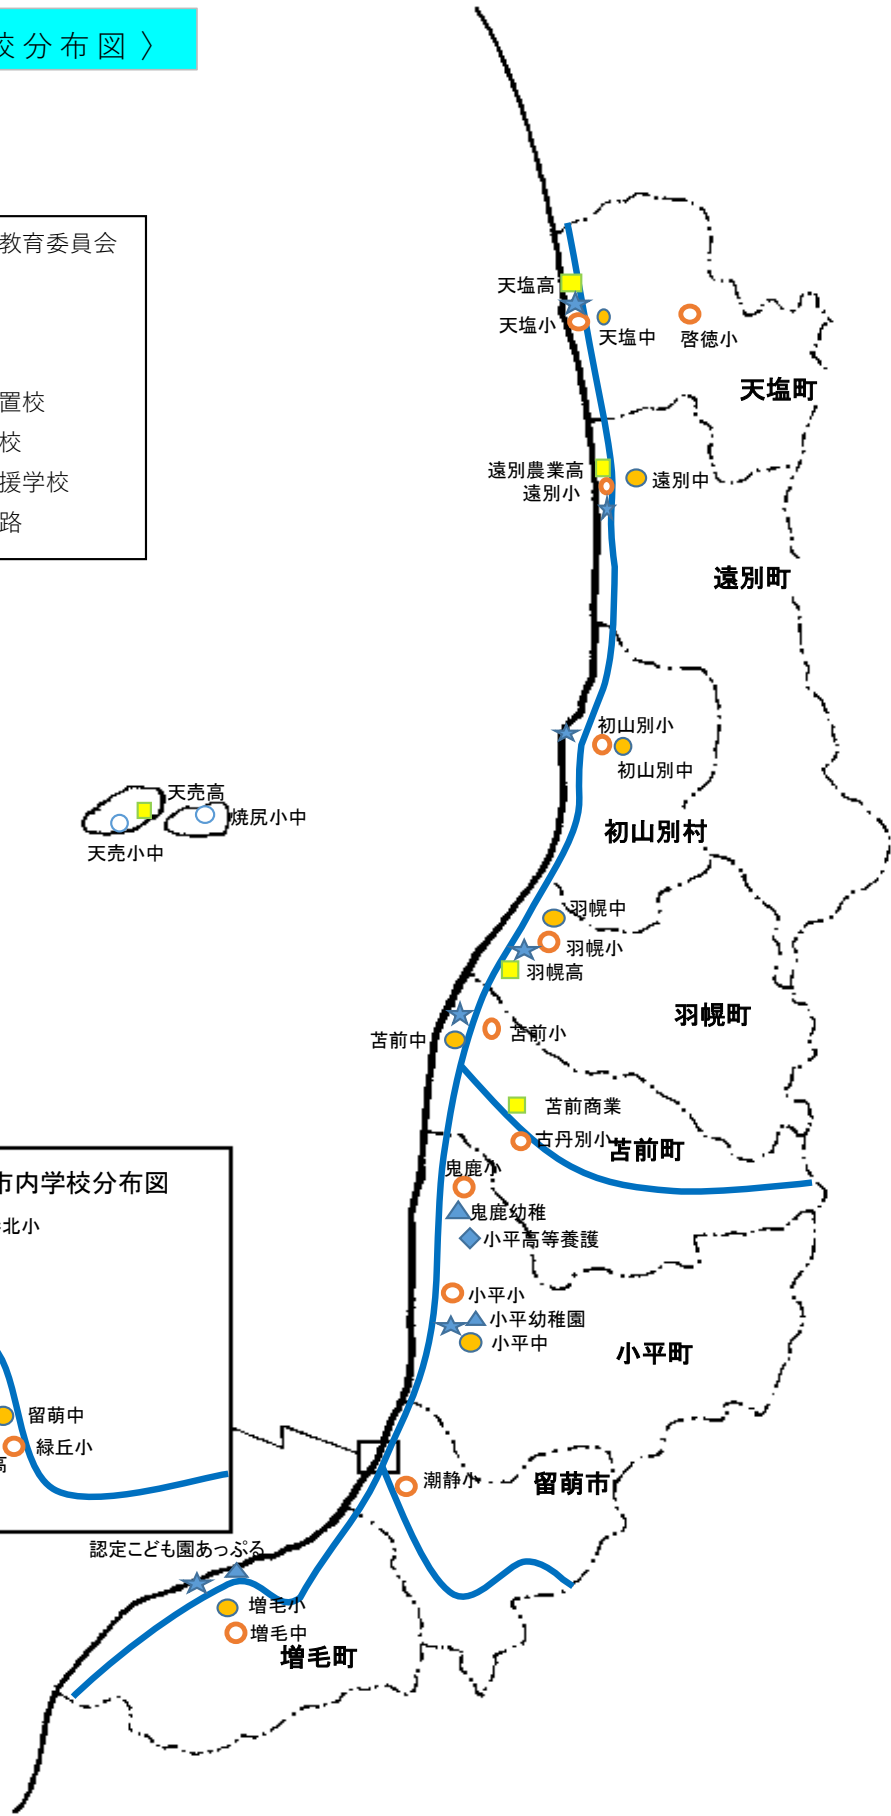 校分布図〉
教育委員会
置校
校
援学校
路
天塩高
天塩小
天塩中
啓徳小
天塩町
遠別農業高
遠別小
遠別中
遠別町
初山別小
初山別中
初山別村
天売高
焼尻小中
天売小中
羽幌中
羽幌小
羽幌高
羽幌町
苫前中
苫前小
苫前商業
古丹別小
苫前町
鬼鹿小
鬼鹿幼稚
小平高等養護
小平小
小平幼稚園
小平中
小平町
市内学校分布図
北小
留萌中
緑丘小
高
潮静小
留萌市
認定こども園あっぷる
増毛小
増毛中
増毛町